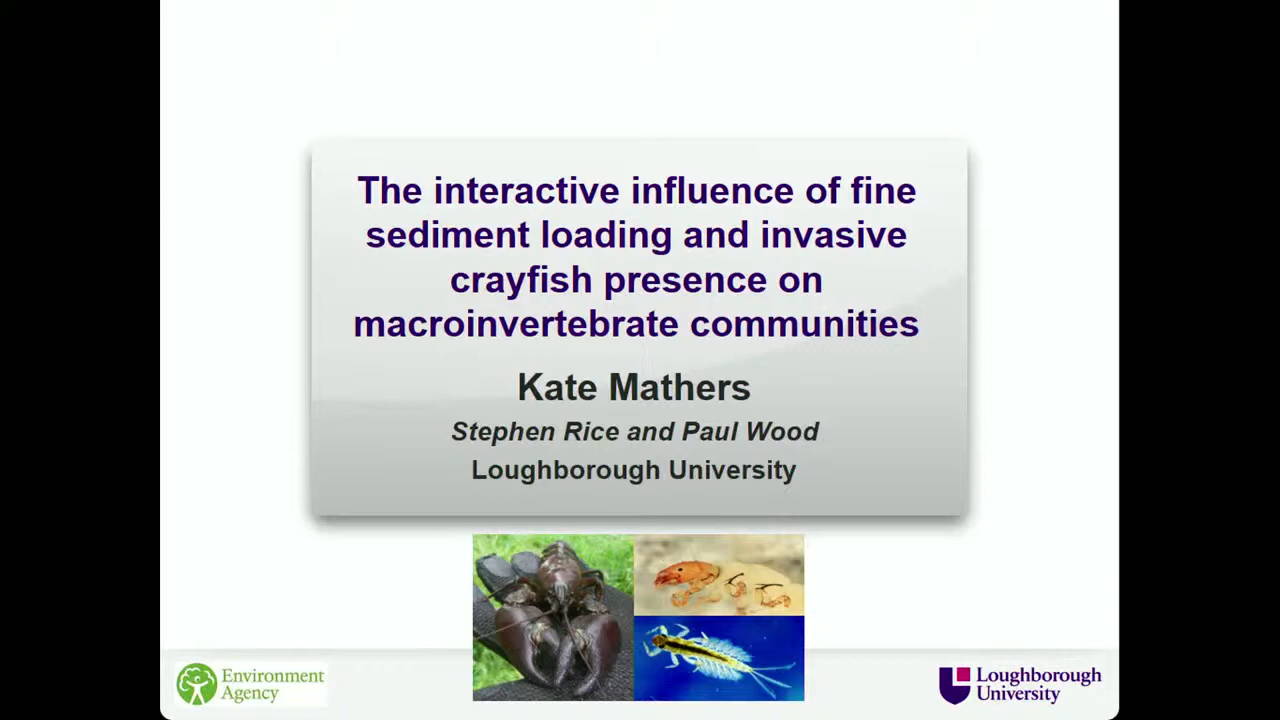 The interactive influence of fine
sediment loading and invasive
crayfish presence on
macroinvertebrate communities
Kate Mathers
Stephen Rice and Paul Wood
Loughborough University
Environment
Agency
Loughborough
University